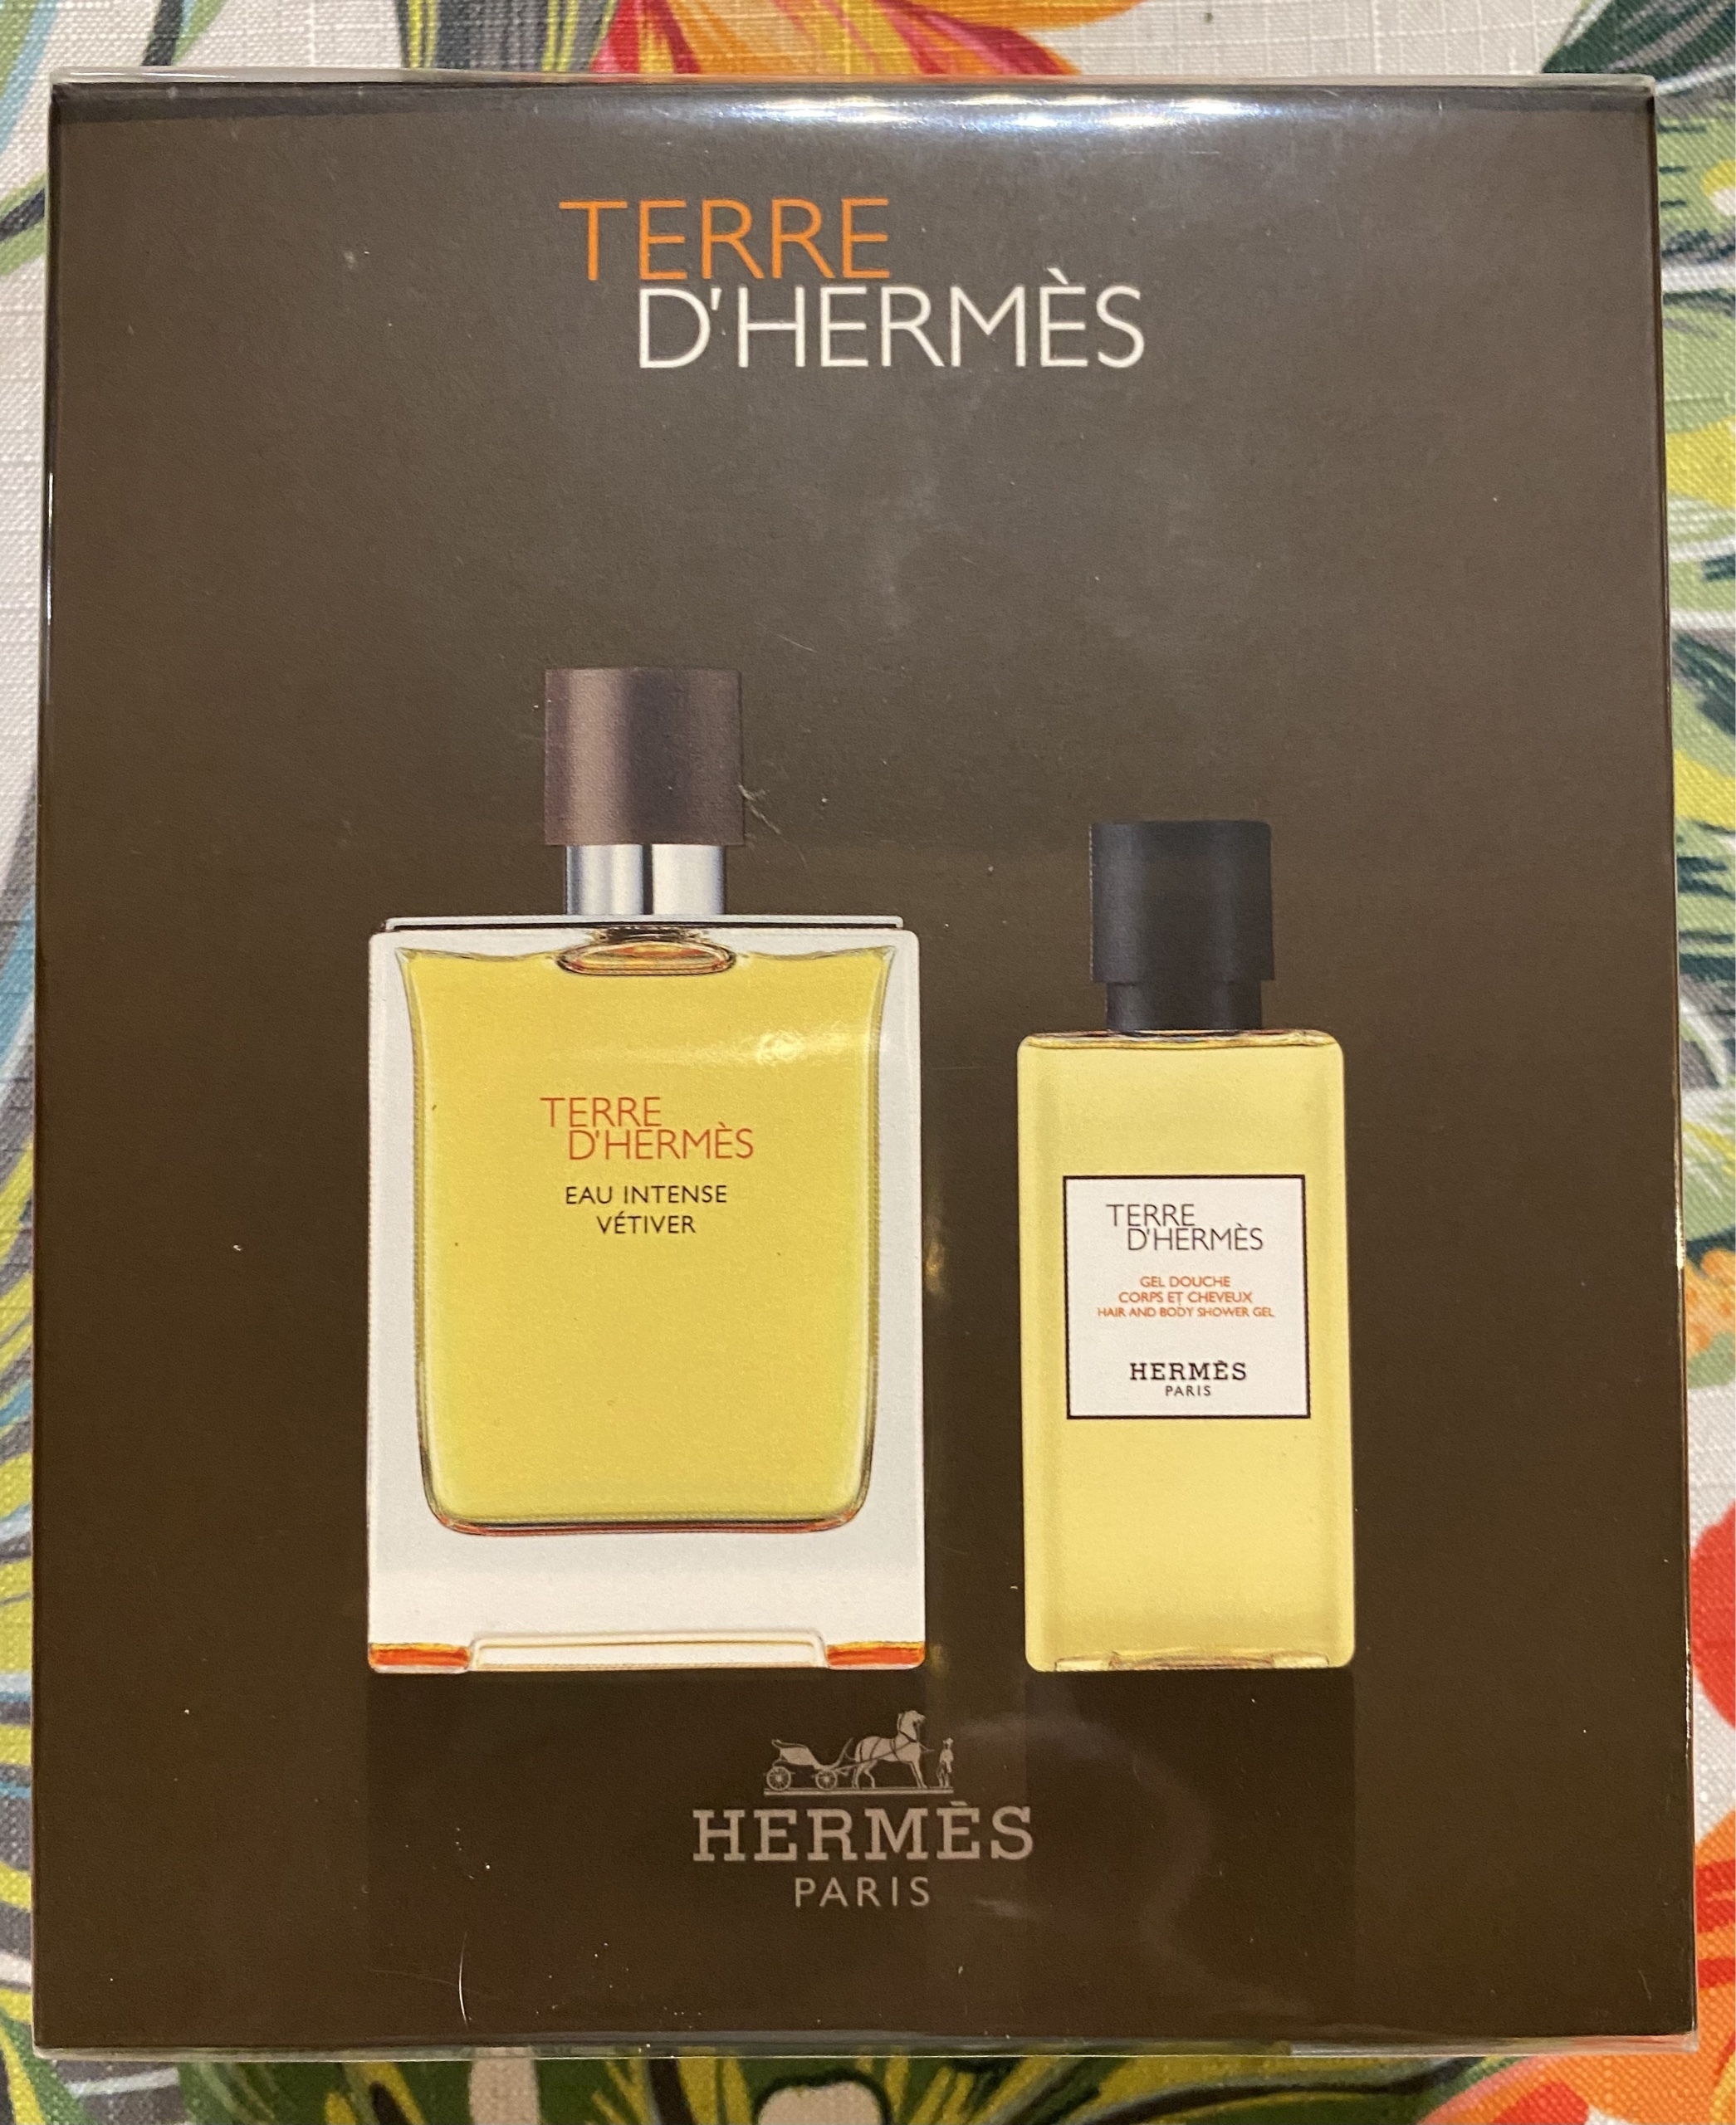 TERRE
D'HERMÈS
TERRE
D'HERMÈS
EAU INTENSE
VÉTIVER
TERRE
D'HERMÈS
GEL DOUCHE
CORPS ET CHEVEUX
HAIR AND BODY SHOWER GEL
HERMÈS
PARIS
HERMÈS
PARIS